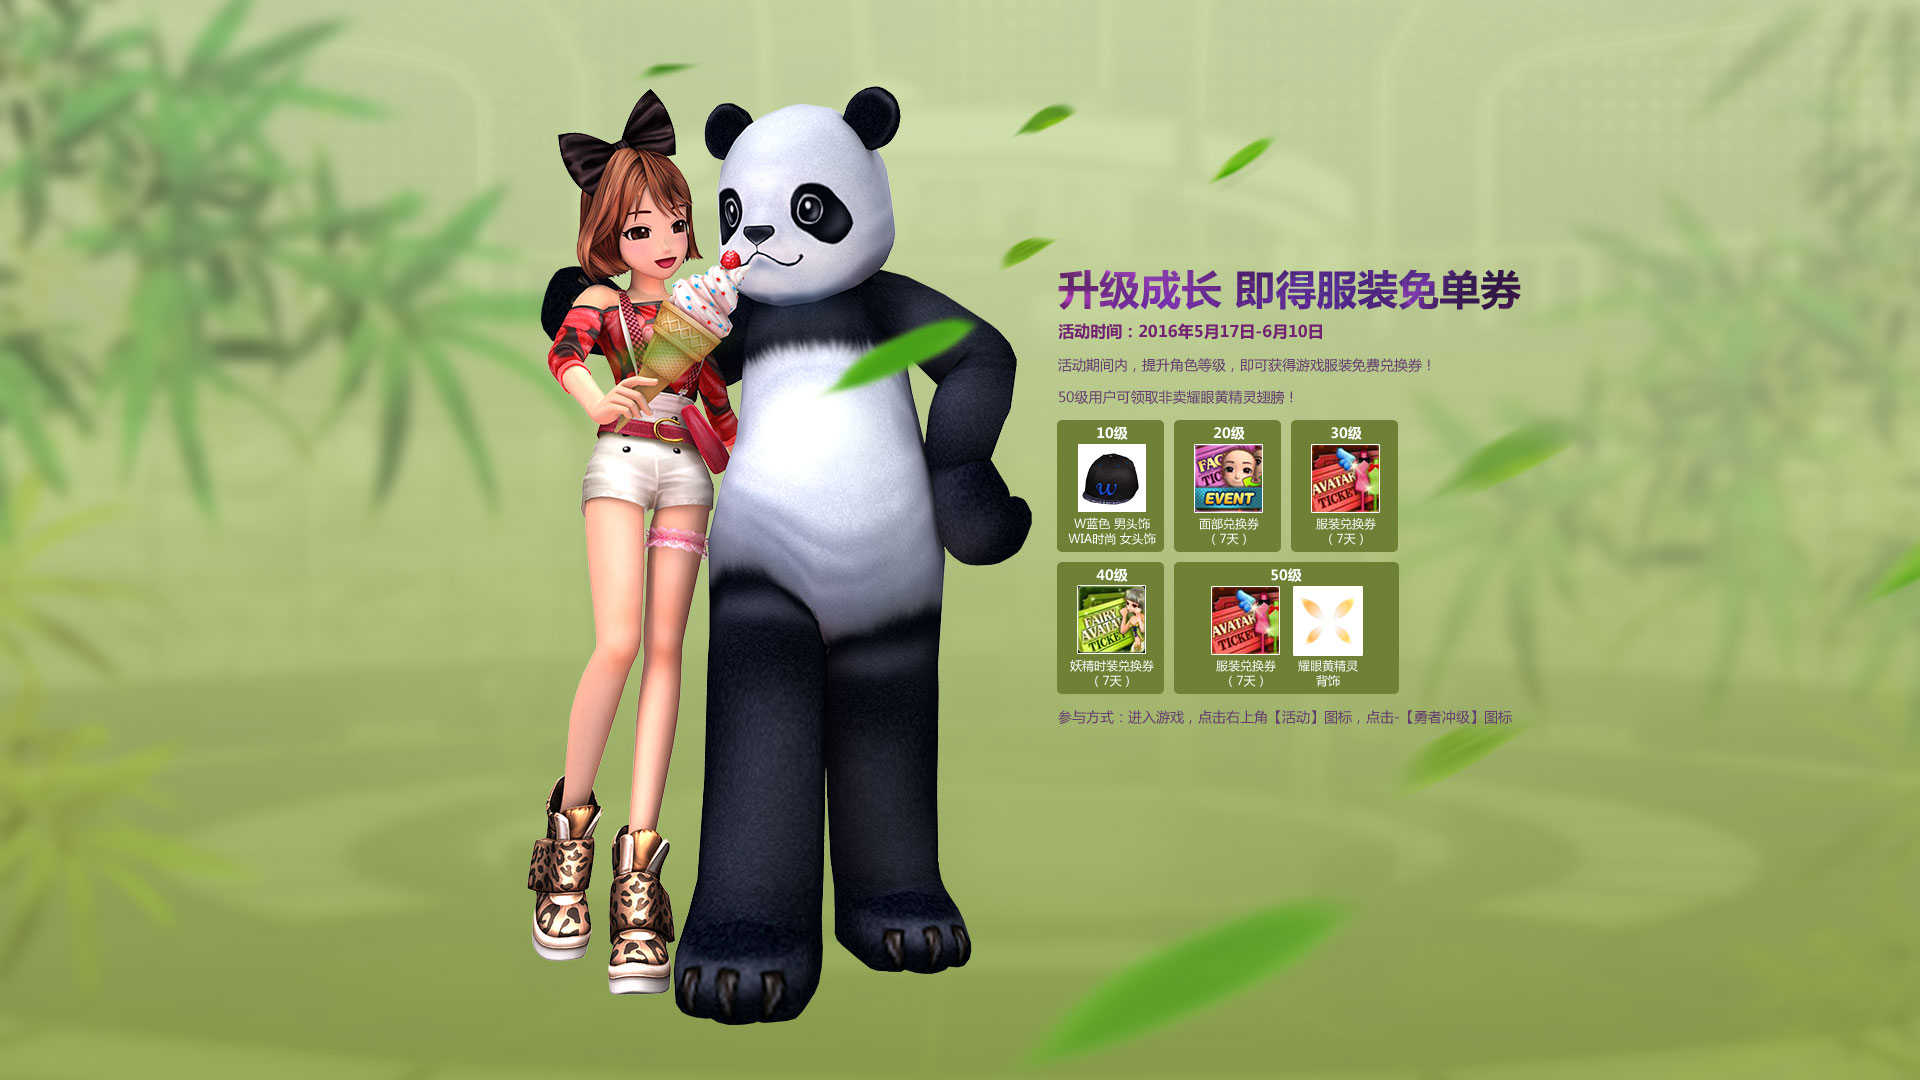 升级成长 即得服装免单券
活动时间：2016年5月17日-6月10日
活动期间内，提升角色等级，即可获得游戏服装免费兑换券！
50级用户可领取非卖耀眼黄精灵翅膀！
10级
W
W蓝色 男头饰
WIA时尚 女头饰
20级
EVENT
面部兑换券
（7天）
30级
AVATAR
TICKET
服装兑换券
（7天）
40级
FAIRY
AVATA
TICKET
妖精时装兑换券
（7天）
50级
AVATAR
TICKET
服装兑换券
（7天）
耀眼黄精灵
背饰
参与方式：进入游戏，点击右上角【活动】图标，点击-【勇者冲级】图标